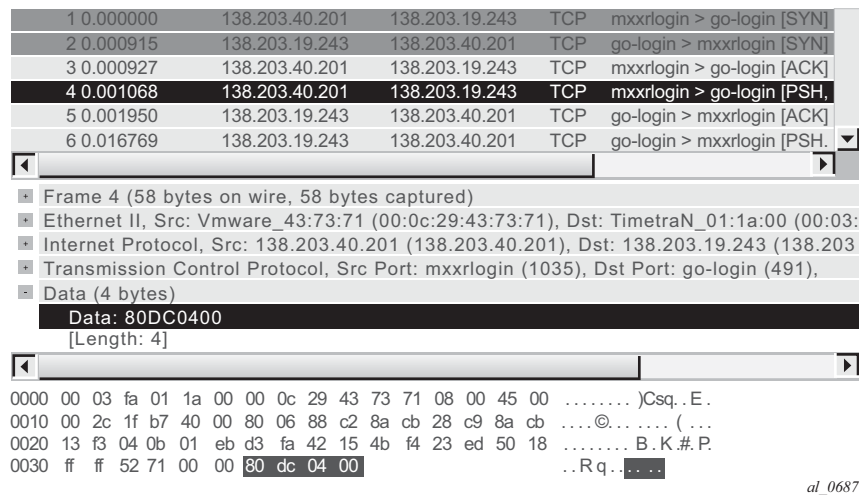 1 0.000000 138.203.40.201 138.203.19.243 TCP mxxrlogin > go-login [SYN]
2 0.000915 138.203.19.243 138.203.40.201 TCP go-login > mxxrlogin [SYN]
3 0.000927 138.203.40.201 138.203.19.243 TCP mxxrlogin > go-login [ACK]
4 0.001068 138.203.40.201 138.203.19.243 TCP mxxrlogin > go-login [PSH,
5 0.001950 138.203.19.243 138.203.40.201 TCP go-login > mxxrlogin [ACK]
6 0.016769 138.203.19.243 138.203.40.201 TCP go-login > mxxrlogin [PSH.
+ Frame 4 (58 bytes on wire, 58 bytes captured)
+ Ethernet II, Src: Vmware_43:73:71 (00:0c:29:43:73:71), Dst: TimetraN_01:1a:00 (00:03:
+ Internet Protocol, Src: 138.203.40.201 (138.203.40.201), Dst: 138.203.19.243 (138.203
+ Transmission Control Protocol, Src Port: mxxrlogin (1035), Dst Port: go-login (491),
- Data (4 bytes)
Data: 80DC0400
[Length: 4]
0000 00 03 fa 01 1a 00 00 0c 29 43 73 71 08 00 45 00 ........ )Csq..E.
0010 00 2c 1f b7 40 00 80 06 88 c2 8a cb 28 c9 8a cb ....©... .... (...
0020 13 f3 04 0b 01 eb d3 fa 42 15 4b f4 23 ed 50 18 ........ B.K.#.P.
0030 ff ff 52 71 00 00 80 dc 04 00 ..Rq......
al_0687